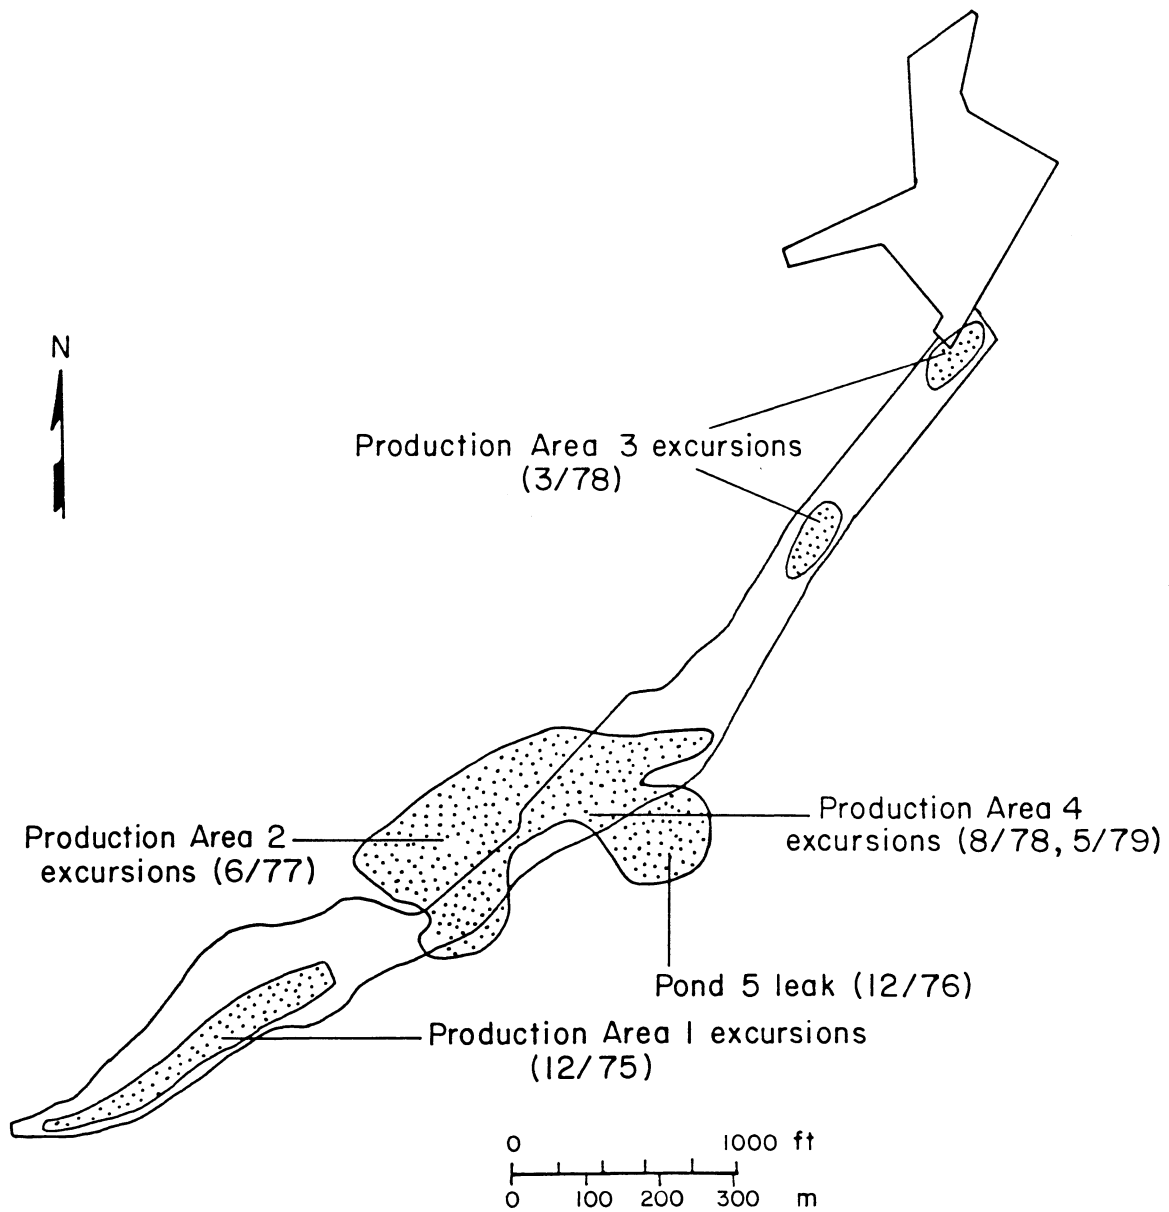 N
Production Area 3 excursions
(3/78)
Production Area 4
excursions (8/78, 5/79)
Production Area 2
excursions (6/77)
Pond 5 leak (12/76)
Production Area 1 excursions
(12/75)
0 1000 ft
0 100 200 300 m